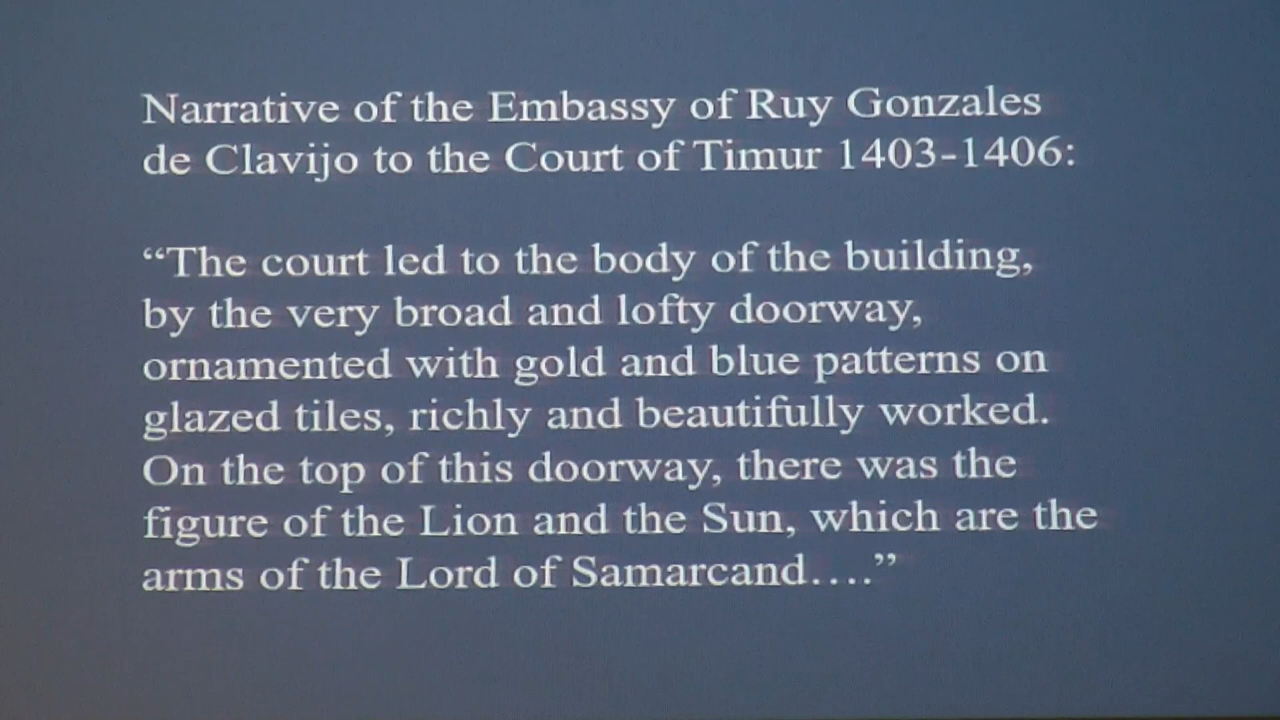 Narrative of the Embassy of Ruy Gonzales
de Clavijo to the Court of Timur 1403-1406:
“The court led to the body of the building,
by the very broad and lofty doorway,
ornamented with gold and blue patterns on
glazed tiles, richly and beautifully worked.
On the top of this doorway, there was the
figure of the Lion and the Sun, which are the
arms of the Lord of Samarcand….”